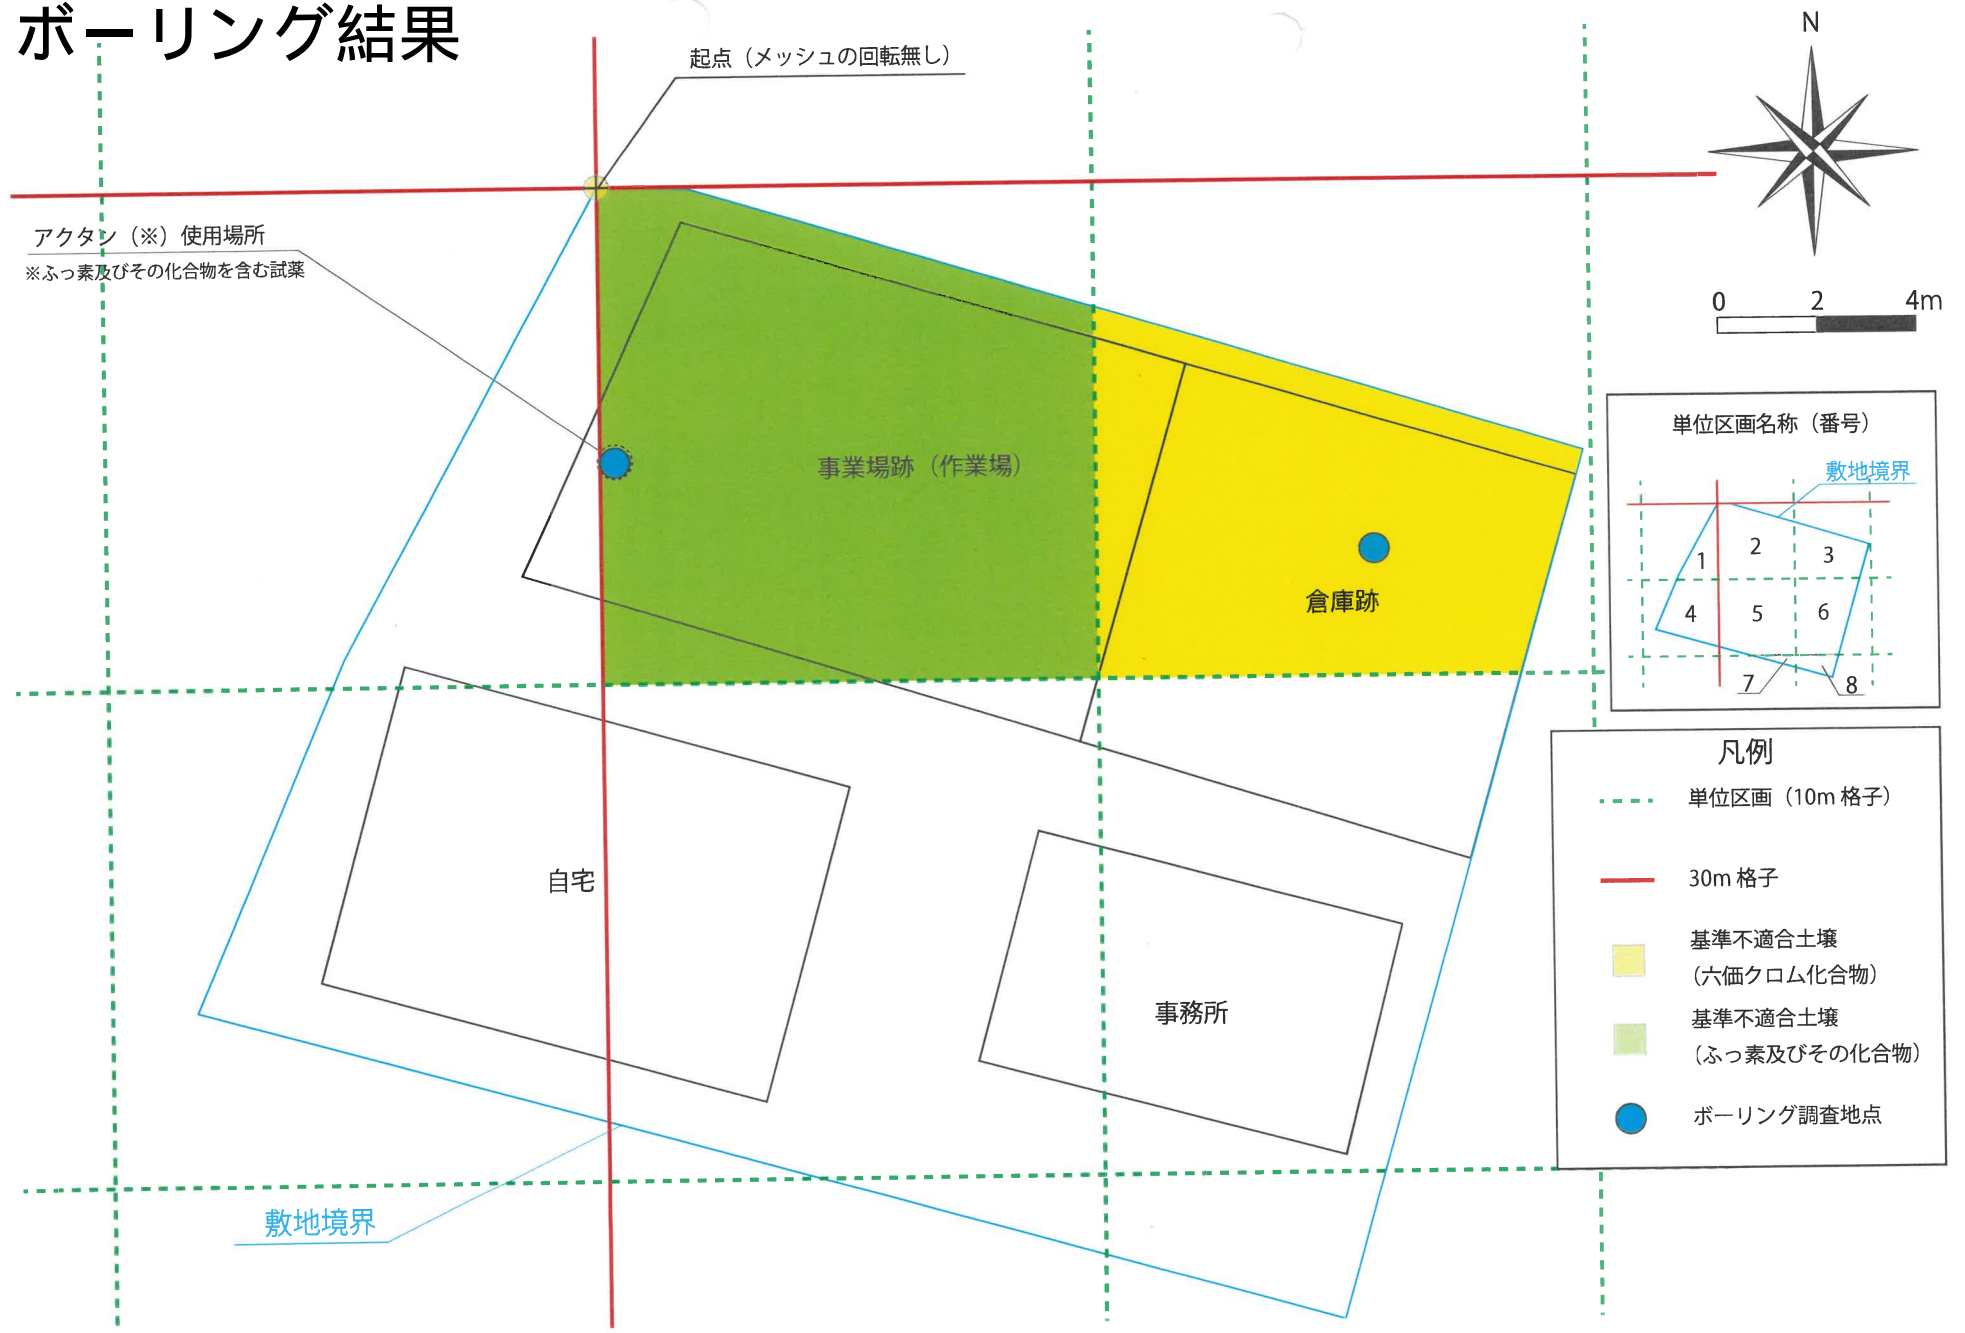 ボーリング結果
起点（メッシュの回転無し）
N
アクタン（※）使用場所
※ふっ素及びその化合物を含む試薬
0 2 4m
単位区画名称（番号）
敷地境界
1 2 3
4 5 6
7 8
事業場跡（作業場）
倉庫跡
凡例
単位区画（10m 格子）
30m 格子
基準不適合土壌
（六価クロム化合物）
基準不適合土壌
（ふっ素及びその化合物）
ボーリング調査地点
自宅
事務所
敷地境界